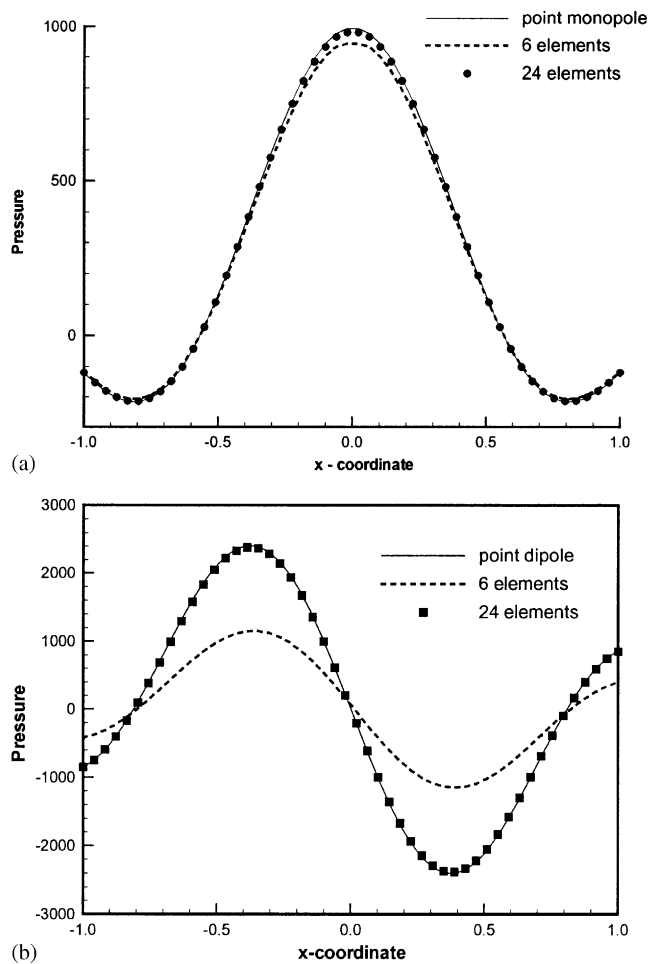 1000
500
0
Pressure
point monopole
6 elements
24 elements
-1.0
-0.5
0.0
0.5
1.0
x - coordinate
(a)
3000
2000
1000
0
-1000
-2000
-3000
Pressure
point dipole
6 elements
24 elements
-1.0
-0.5
0.0
0.5
1.0
x-coordinate
(b)